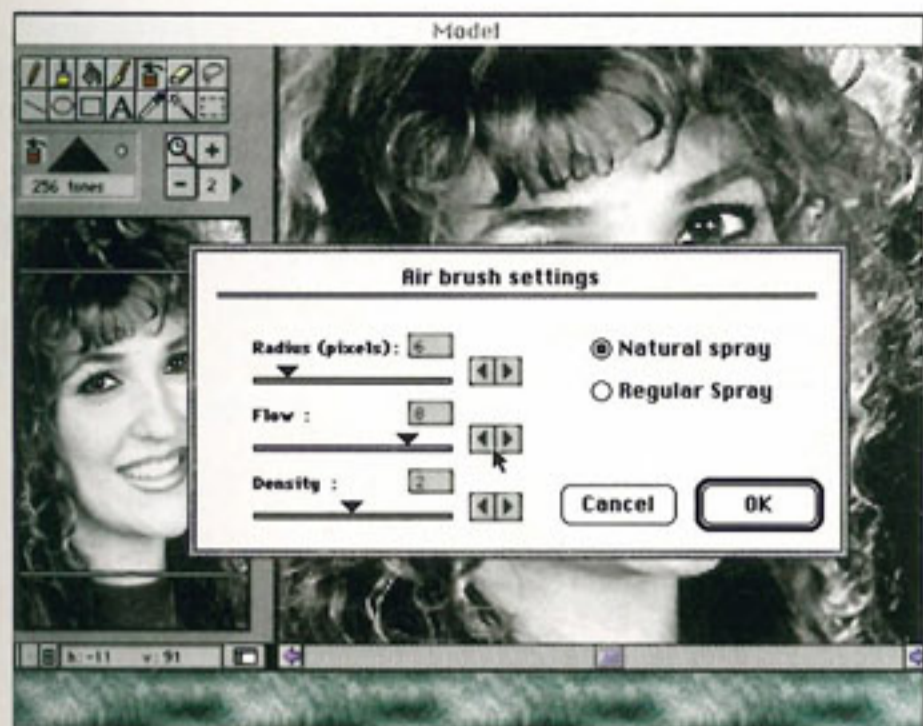 Model
A
256 tones
+
- 2
Air brush settings
Radius (pixels): 6
Natural spray
Regular Spray
Flow : 8
Density : 2
Cancel
OK
h:-11 v:91